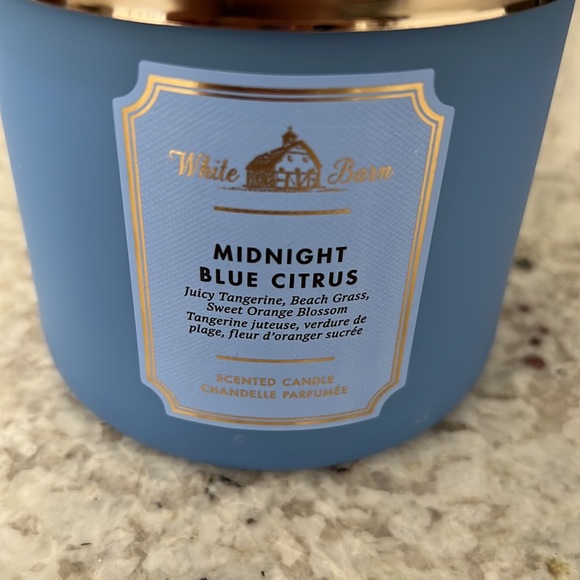 White Barn
MIDNIGHT
BLUE CITRUS
Juicy Tangerine, Beach Grass,
Sweet Orange Blossom
Tangerine juteuse, verdure de
plage, fleur d'oranger sucrée
SCENTED CANDLE
CHANDELLE PARFUMÉE